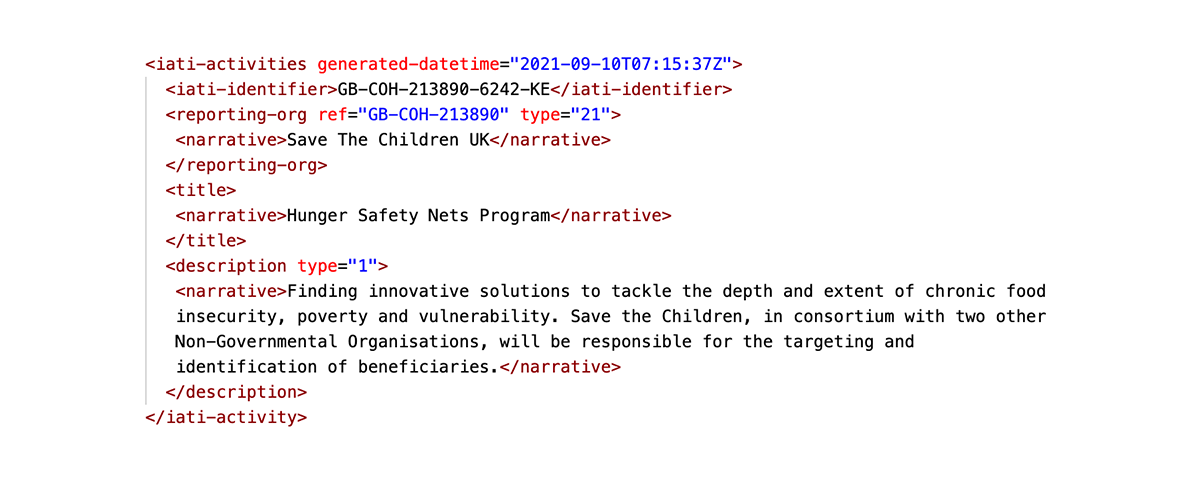 <iati-activities generated-datetime="2021-09-10T07:15:37Z">
<iati-identifier>GB-COH-213890-6242-KE</iati-identifier>
<reporting-org ref="GB-COH-213890" type="21">
<narrative>Save The Children UK</narrative>
</reporting-org>
<title>
<narrative>Hunger Safety Nets Program</narrative>
</title>
<description type="1">
<narrative>Finding innovative solutions to tackle the depth and extent of chronic food
insecurity, poverty and vulnerability. Save the Children, in consortium with two other
Non-Governmental Organisations, will be responsible for the targeting and
identification of beneficiaries.</narrative>
</description>
</iati-activity>